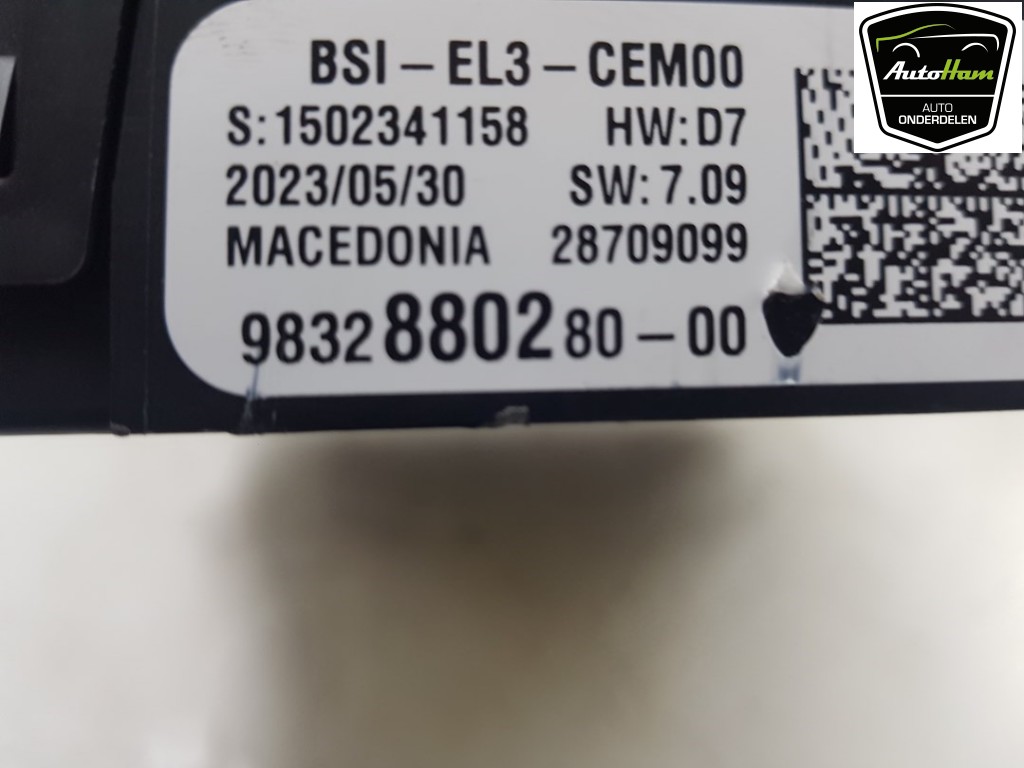 BSI - EL3 - CEM00
S:1502341158 HW:D7
2023/05/30 SW: 7.09
MACEDONIA 28709099
9832880280-00
AutoHam
AUTO
ONDERDELEN